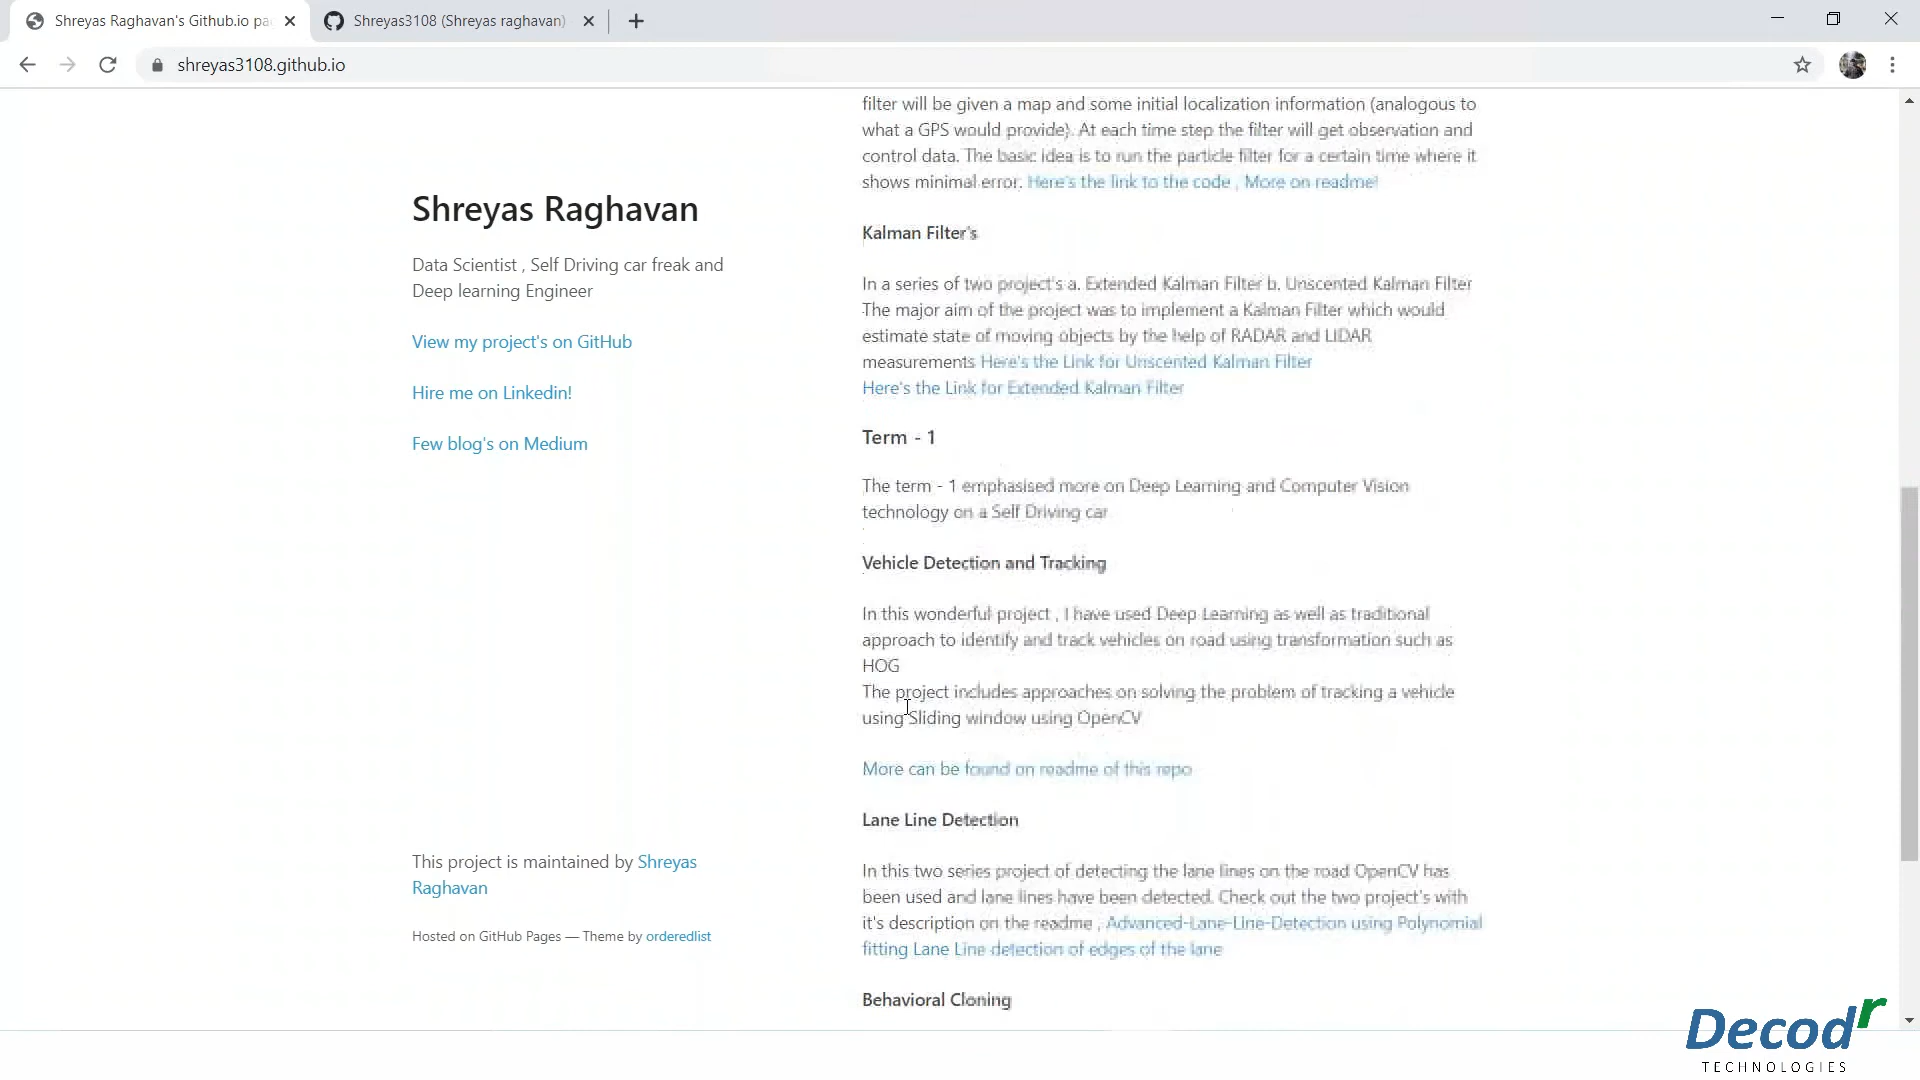 Shreyas Raghavan's Github.io pa
Shreyas3108 (Shreyas raghavan)
shreyas3108.github.io
Shreyas Raghavan
Data Scientist , Self Driving car freak and
Deep learning Engineer
View my project's on GitHub
Hire me on Linkedin!
Few blog's on Medium
This project is maintained by Shreyas
Raghavan
Hosted on GitHub Pages — Theme by orderedlist
filter will be given a map and some initial localization information (analogous to
what a GPS would provide). At each time step the filter will get observation and
control data. The basic idea is to run the particle filter for a certain time where it
shows minimal error. Here's the link to the code , More on readme!
Kalman Filter's
In a series of two project's a. Extended Kalman Filter b. Unscented Kalman Filter
The major aim of the project was to implement a Kalman Filter which would
estimate state of moving objects by the help of RADAR and LIDAR
measurements Here's the Link for Unscented Kalman Filter
Here's the Link for Extended Kalman Filter
Term - 1
The term - 1 emphasised more on Deep Learning and Computer Vision
technology on a Self Driving car
Vehicle Detection and Tracking
In this wonderful project , I have used Deep Learning as well as traditional
approach to identify and track vehicles on road using transformation such as
HOG
The project includes approaches on solving the problem of tracking a vehicle
using Sliding window using OpenCV
More can be found on readme of this repo
Lane Line Detection
In this two series project of detecting the lane lines on the road OpenCV has
been used and lane lines have been detected. Check out the two project's with
it's description on the readme , Advanced-Lane-Line-Detection using Polynomial
fitting Lane Line detection of edges of the lane
Behavioral Cloning
Decodr
TECHNOLOGIES